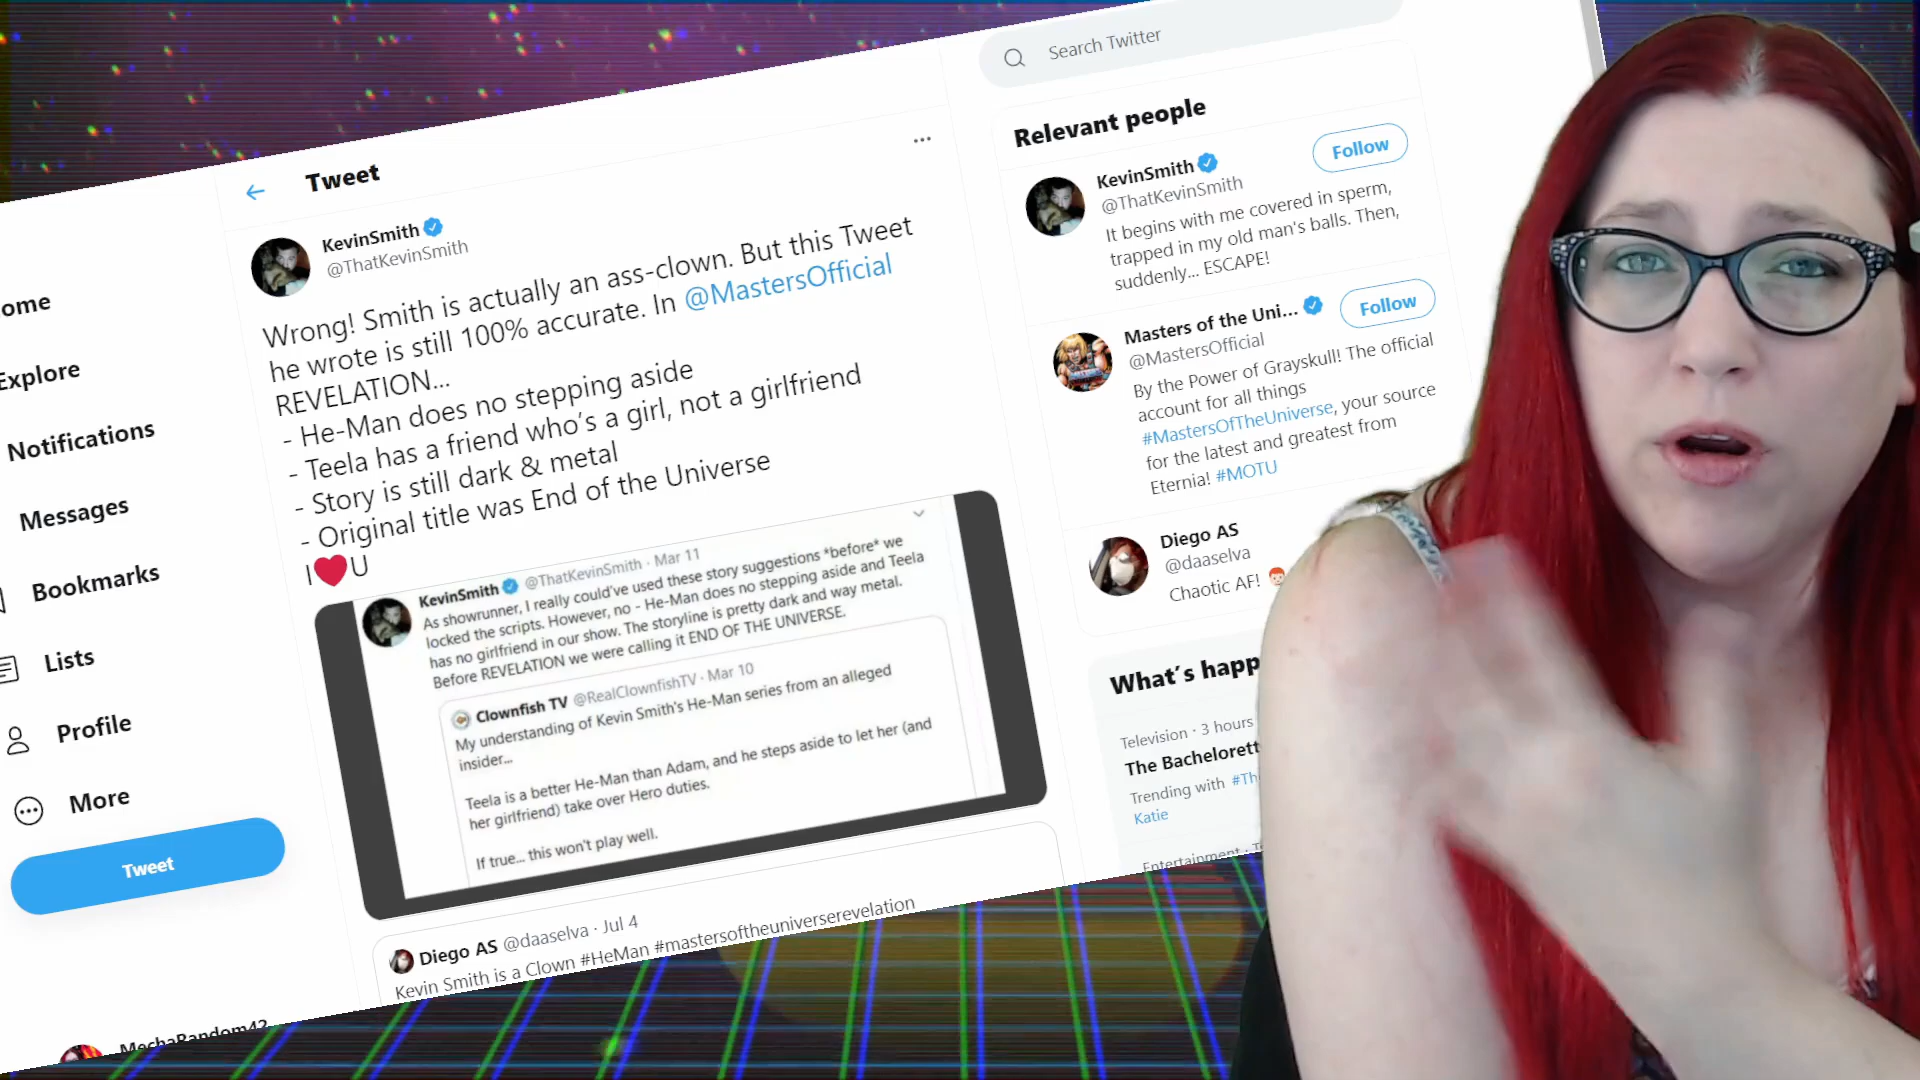 ome
Explore
Notifications
Messages
Bookmarks
Lists
Profile
More
Tweet
MechaRandom42
Tweet
KevinSmith
@ThatKevinSmith
Wrong! Smith is actually an ass-clown. But this Tweet
he wrote is still 100% accurate. In @MastersOfficial
REVELATION...
- He-Man does no stepping aside
- Teela has a friend who's a girl, not a girlfriend
- Story is still dark & metal
- Original title was End of the Universe
I❤️U
KevinSmith @ThatKevinSmith · Mar 11
As showrunner, I really could've used these story suggestions *before* we
locked the scripts. However, no - He-Man does no stepping aside and Teela
has no girlfriend in our show. The storyline is pretty dark and way metal.
Before REVELATION we were calling it END OF THE UNIVERSE.
Clownfish TV @RealClownfishTV · Mar 10
My understanding of Kevin Smith's He-Man series from an alleged
insider...
Teela is a better He-Man than Adam, and he steps aside to let her (and
her girlfriend) take over Hero duties.
If true... this won't play well.
Diego AS @daaselva · Jul 4
Kevin Smith is a Clown #HeMan #mastersoftheuniverserevelation
Search Twitter
Relevant people
KevinSmith
@ThatKevinSmith
Follow
It begins with me covered in sperm,
trapped in my old man's balls. Then,
suddenly... ESCAPE!
Masters of the Uni...
@MastersOfficial
Follow
By the Power of Grayskull! The official
account for all things
#MastersOfTheUniverse, your source
for the latest and greatest from
Eternia! #MOTU
Diego AS
@daaselva
Chaotic AF!
What's happ
Television · 3 hours
The Bachelorett
Trending with #Th
Katie
Entertainment · T